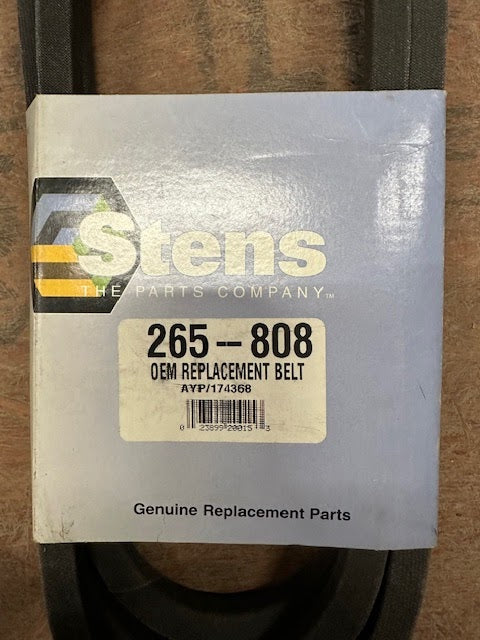 Stens
THE PARTS COMPANY™
265--808
OEM REPLACEMENT BELT
AYP/174368
0 23899 20015 3
Genuine Replacement Parts